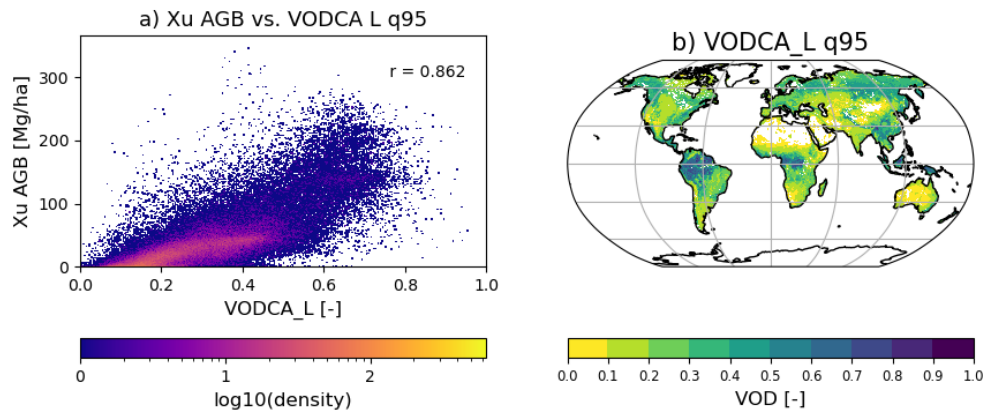 a) Xu AGB vs. VODCA L q95
r = 0.862
Xu AGB [Mg/ha]
300
200
100
0
0.0 0.2 0.4 0.6 0.8 1.0
VODCA_L [-]
0 1 2
log10(density)
b) VODCA_L q95
0.0 0.1 0.2 0.3 0.4 0.5 0.6 0.7 0.8 0.9 1.0
VOD [-]